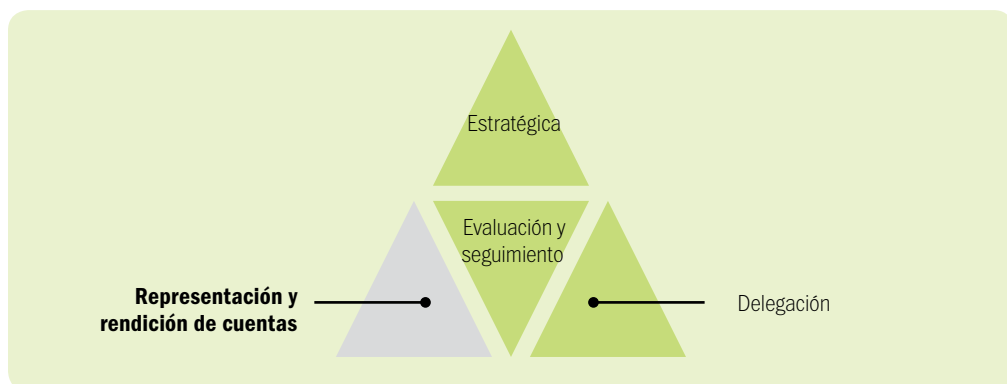 Estratégica
Evaluación y
seguimiento
Representación y
rendición de cuentas
Delegación